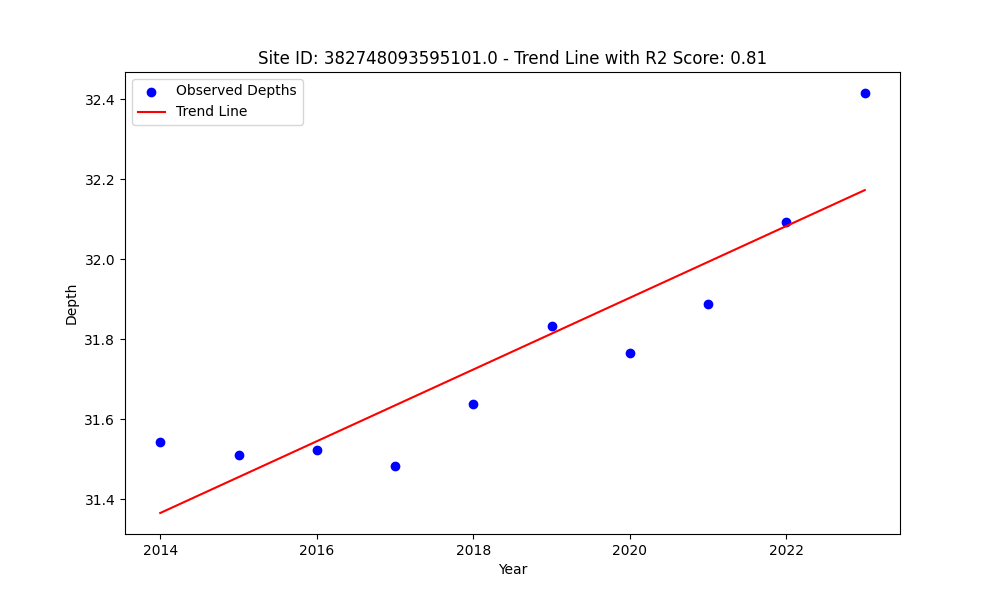 Site ID: 382748093595101.0 - Trend Line with R2 Score: 0.81
Observed Depths
Trend Line
32.4
32.2
32.0
31.8
31.6
31.4
Depth
2014
2016
2018
2020
2022
Year